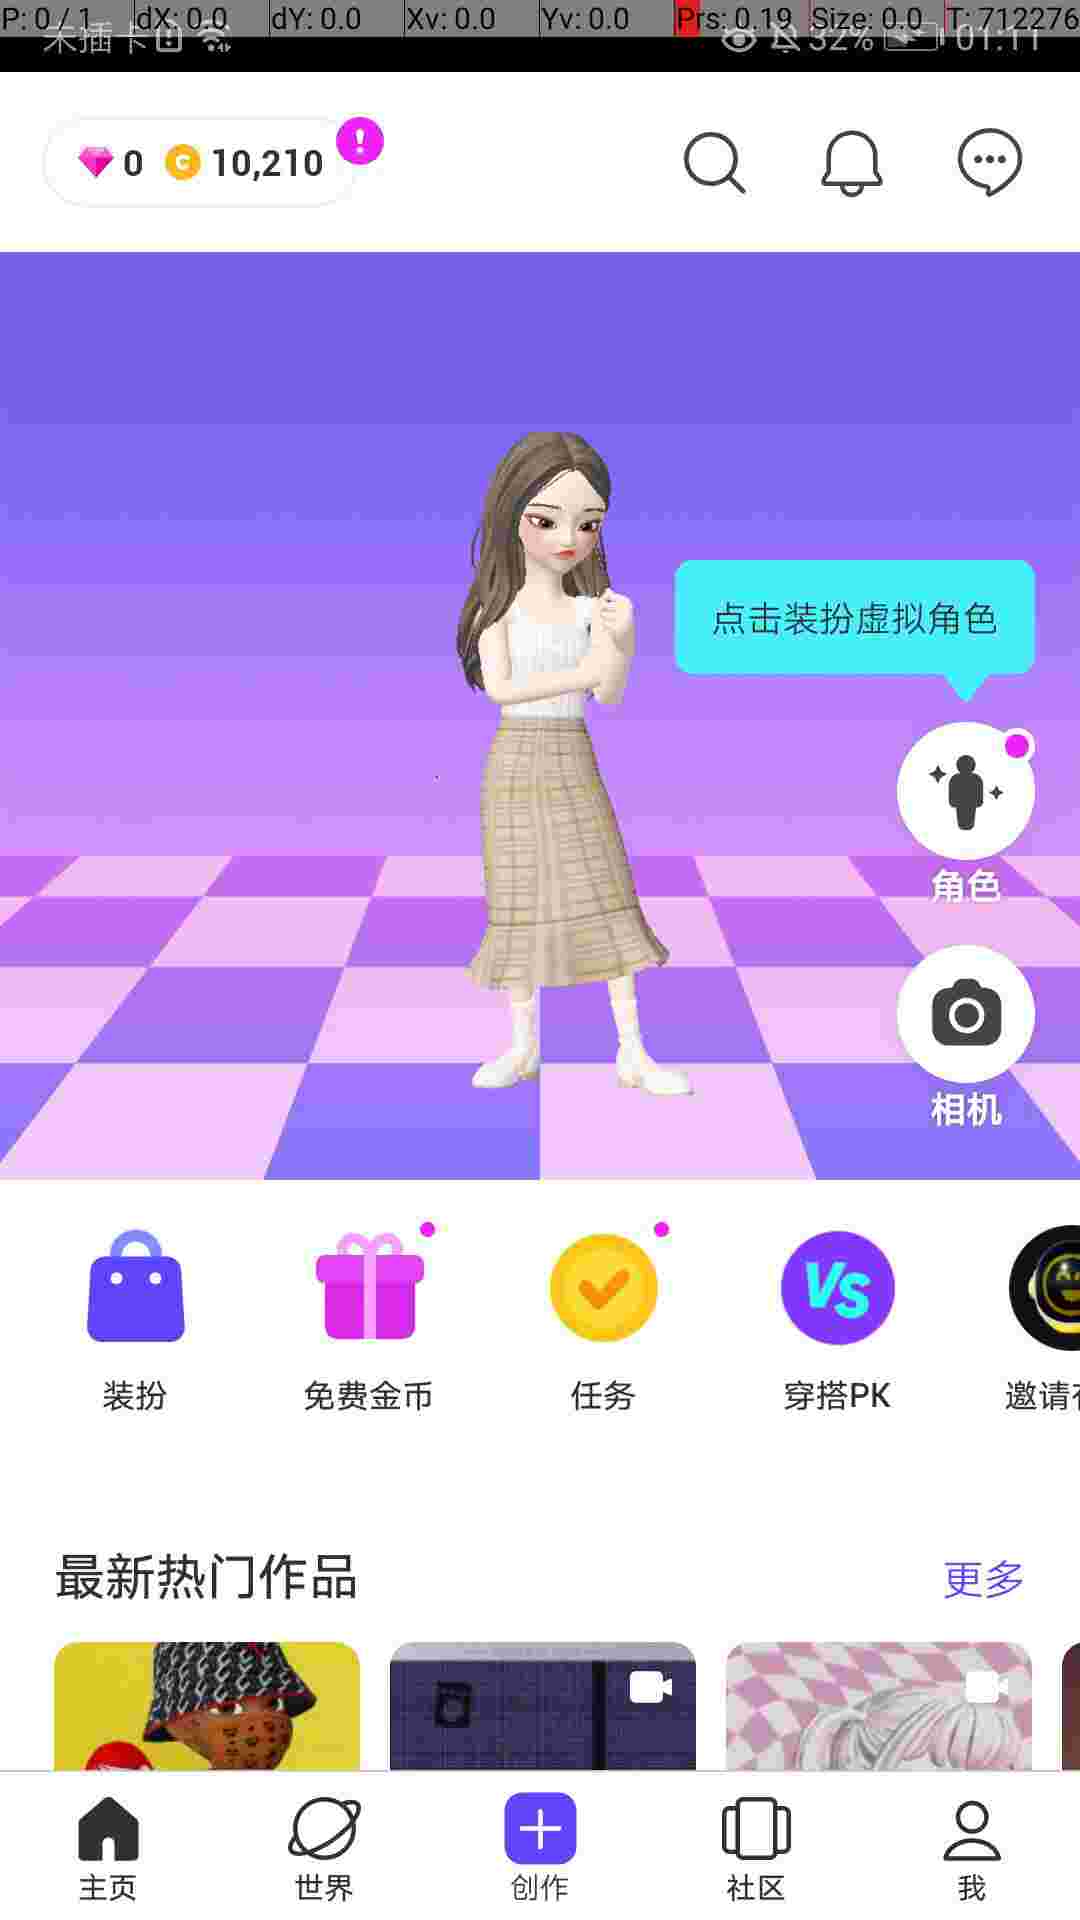 P: 0 / 1 dX: 0.0 dY: 0.0 Xv: 0.0 Yv: 0.0 Prs: 0.19 Size: 0.0 T: 712276
未插卡 32% 01:11
0 C 10,210
点击装扮虚拟角色
角色
相机
VS
装扮 免费金币 任务 穿搭PK 邀请
最新热门作品 更多
主页 世界 创作 社区 我